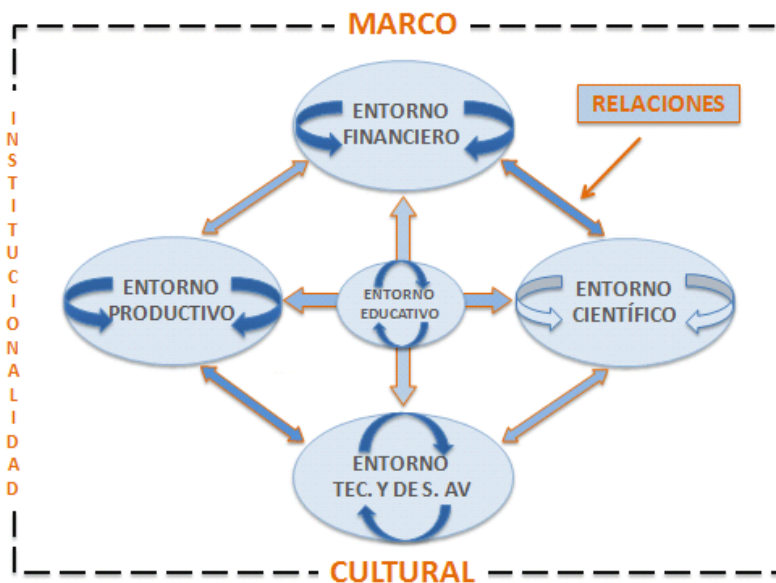 MARCO
RELACIONES
INSTITUCIONALIDAD
ENTORNO
FINANCIERO
ENTORNO
PRODUCTIVO
ENTORNO
EDUCATIVO
ENTORNO
CIENTÍFICO
ENTORNO
TEC. Y DE S. AV
CULTURAL